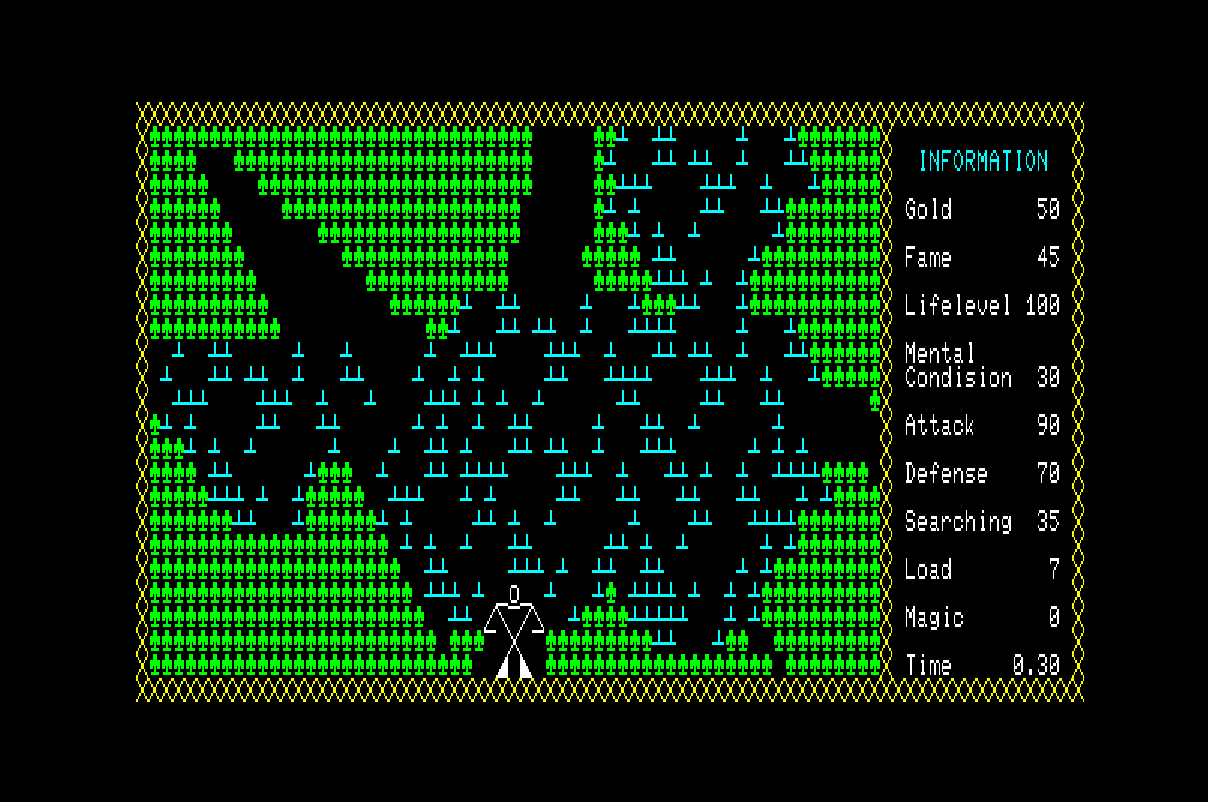 INFORMATION
Gold 50
Fame 45
Lifelevel 100
Mental
Condision 30
Attack 90
Defense 70
Searching 35
Load 7
Magic 0
Time 0.30